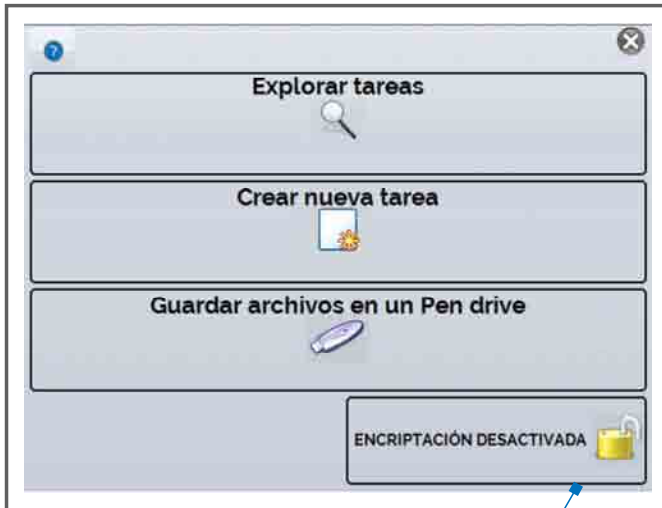 ?
Explorar tareas
Crear nueva tarea
Guardar archivos en un Pen drive
ENCRIPTACIÓN DESACTIVADA